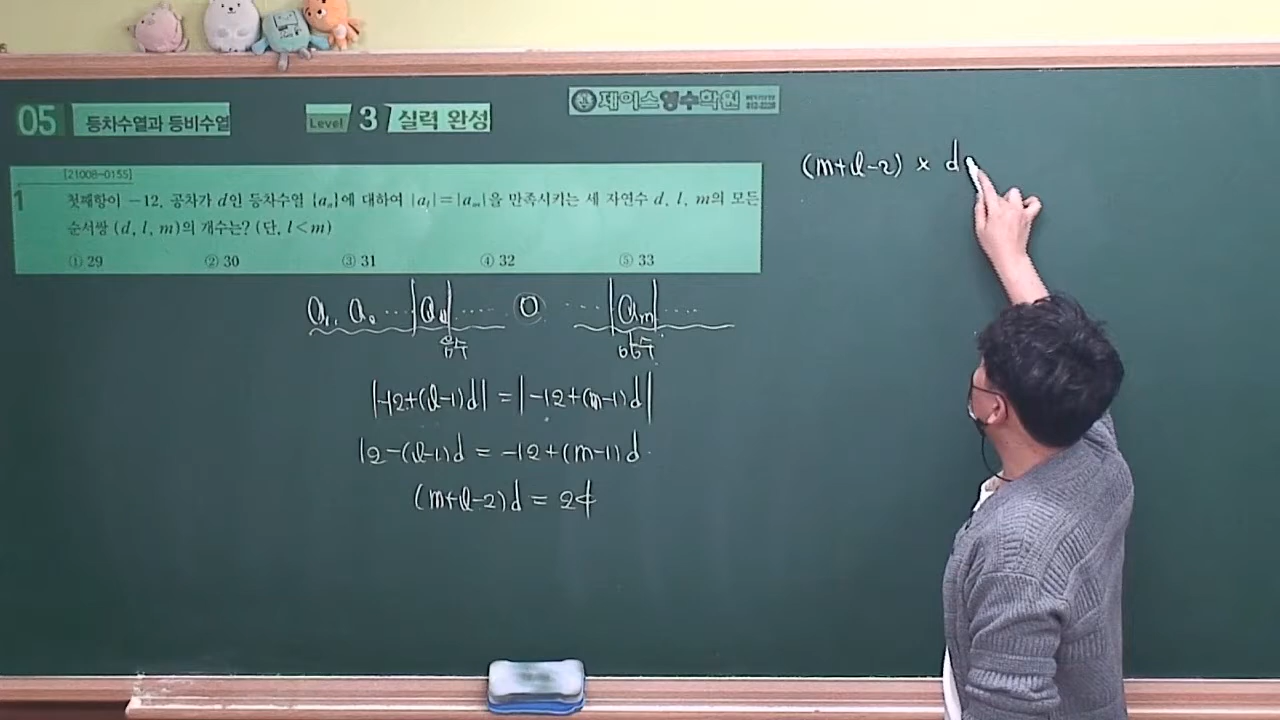 05 등차수열과 등비수열 Level 3 실력 완성
제이스영수학원
[21008-0155]
1 첫째항이 −12, 공차가 d인 등차수열 {aₙ}에 대하여 |aₗ|=|aₘ|을 만족시키는 세 자연수 d, l, m의 모든
순서쌍 (d, l, m)의 개수는? (단, l<m)
① 29 ② 30 ③ 31 ④ 32 ⑤ 33
(m+l−2) × d
a₁, a₂ ⋯ aₗ ⋯⋯ 0 ⋯ aₘ ⋯⋯
음수 양수
|−12+(l−1)d| = |−12+(m−1)d|
12−(l−1)d = −12+(m−1)d
(m+l−2)d = 24